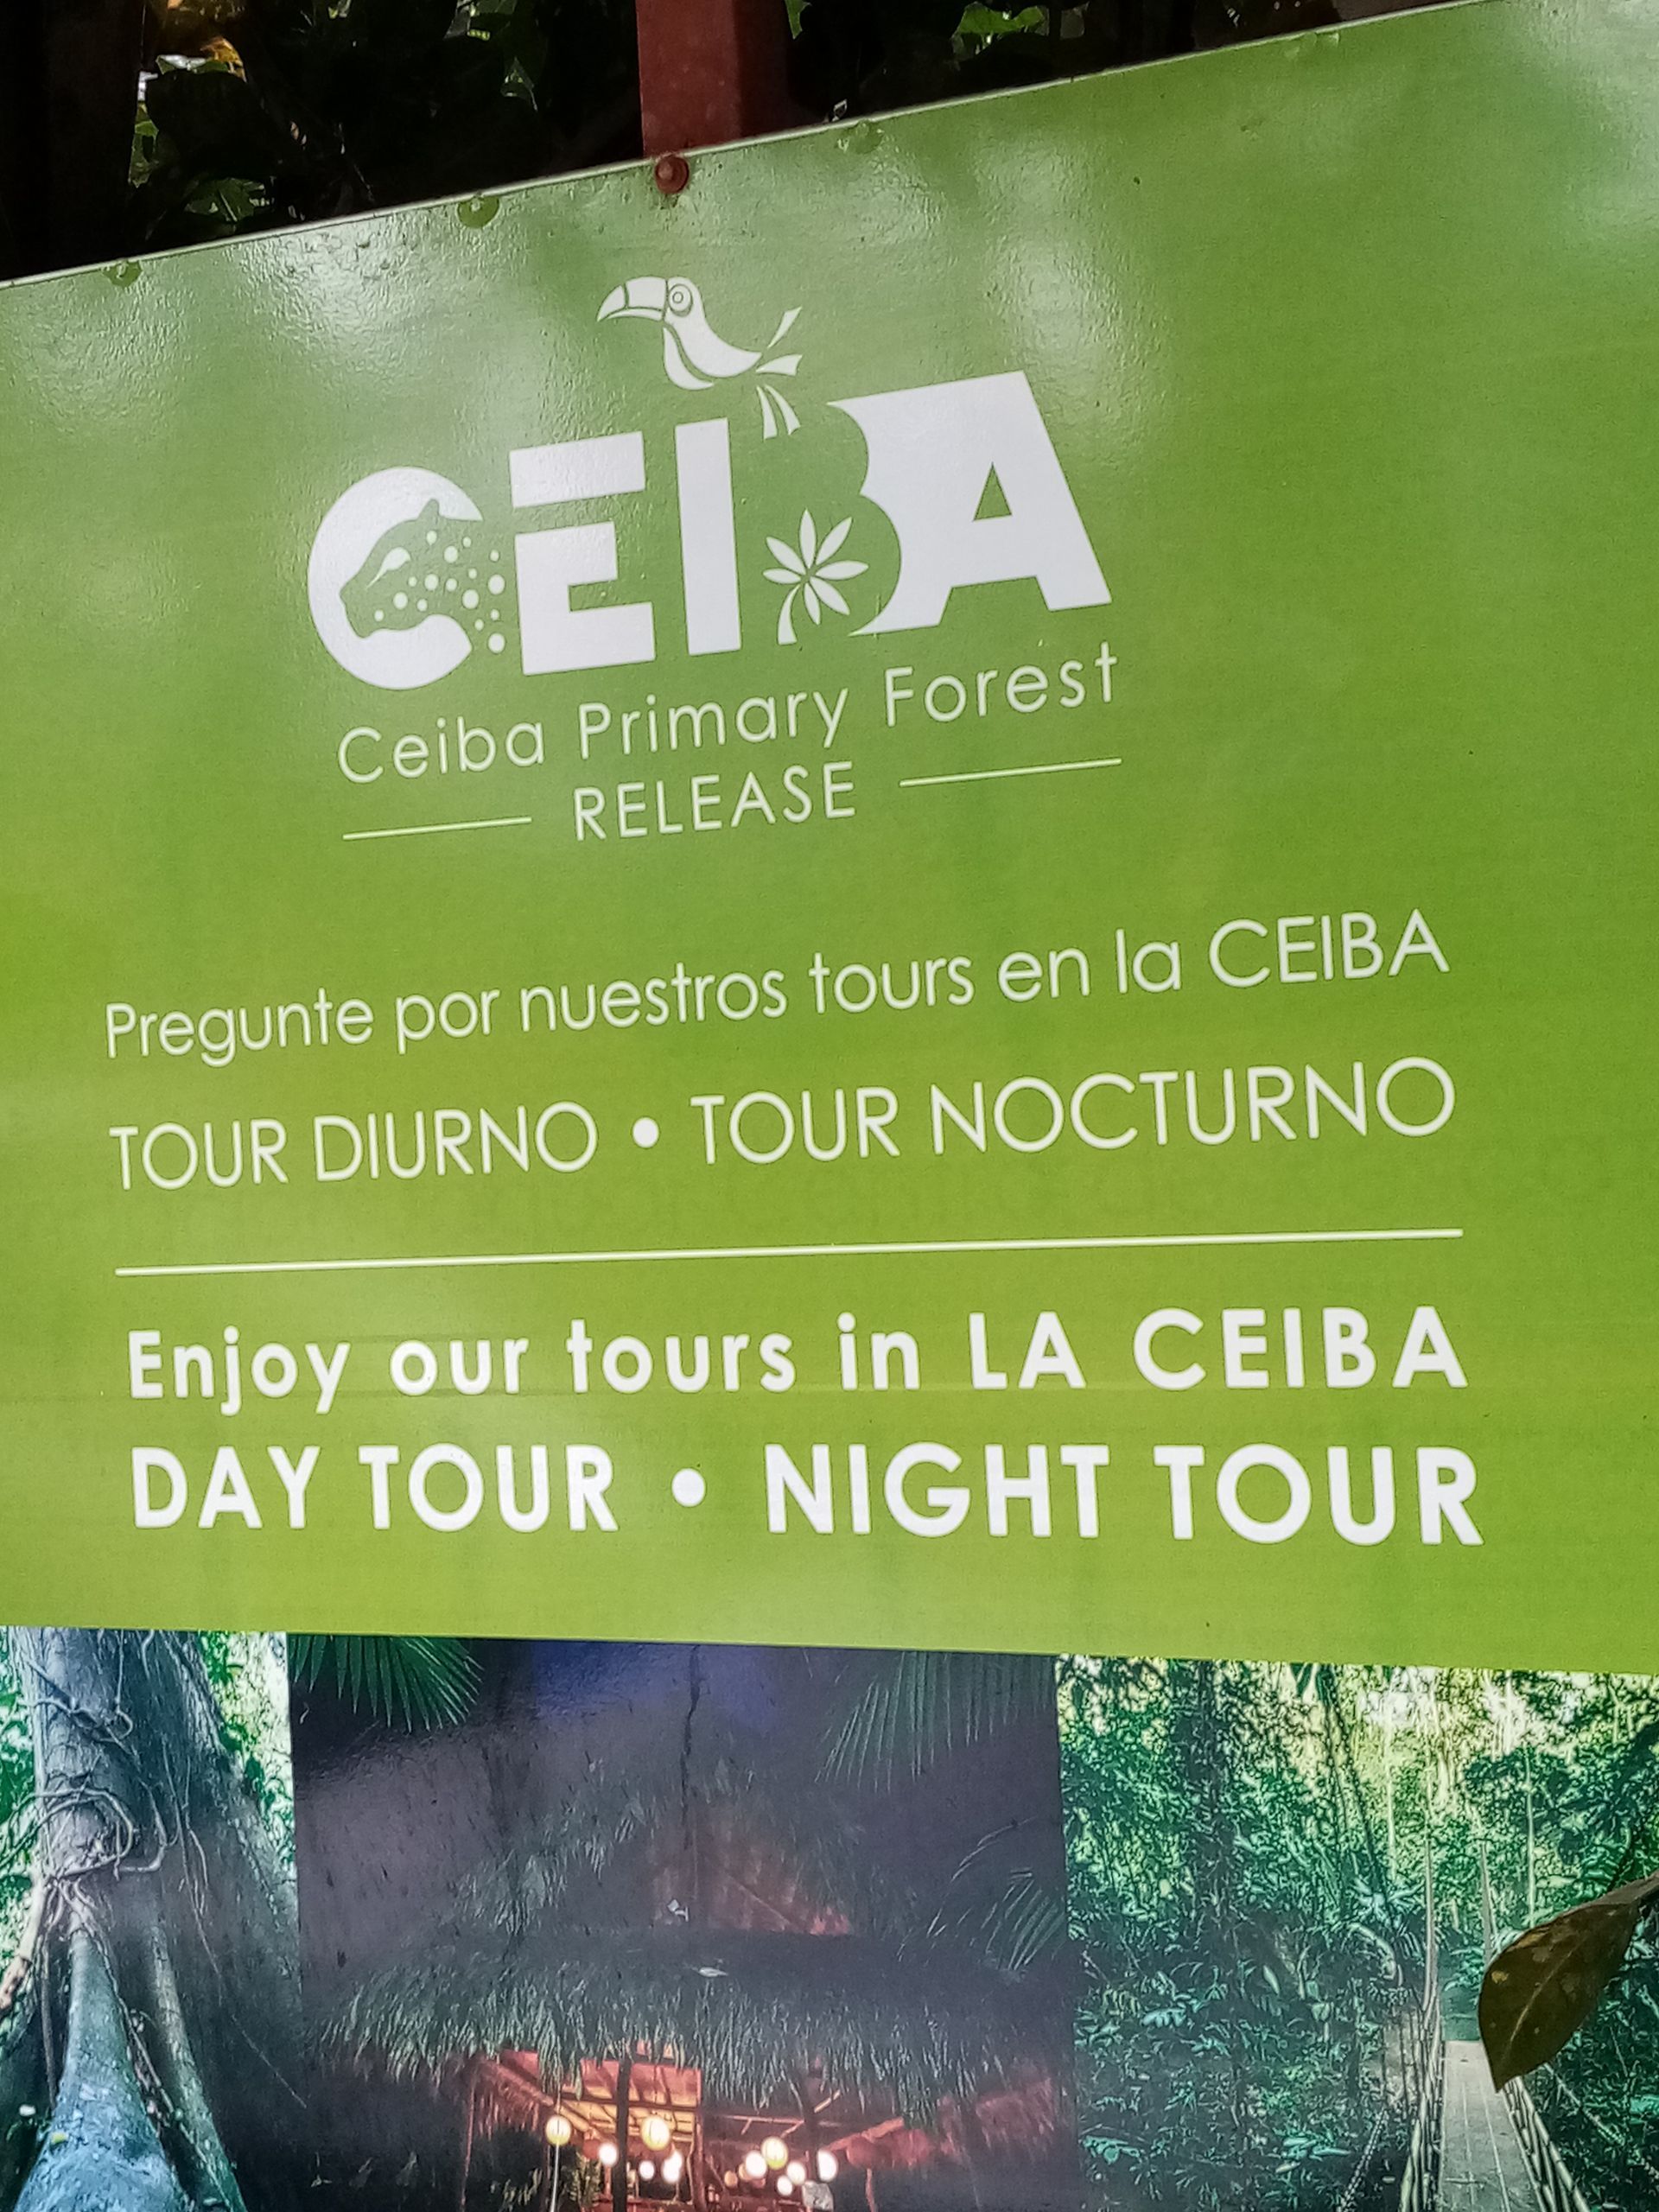 CEIBA
Ceiba Primary Forest
RELEASE
Pregunte por nuestros tours en la CEIBA
TOUR DIURNO • TOUR NOCTURNO
Enjoy our tours in LA CEIBA
DAY TOUR • NIGHT TOUR